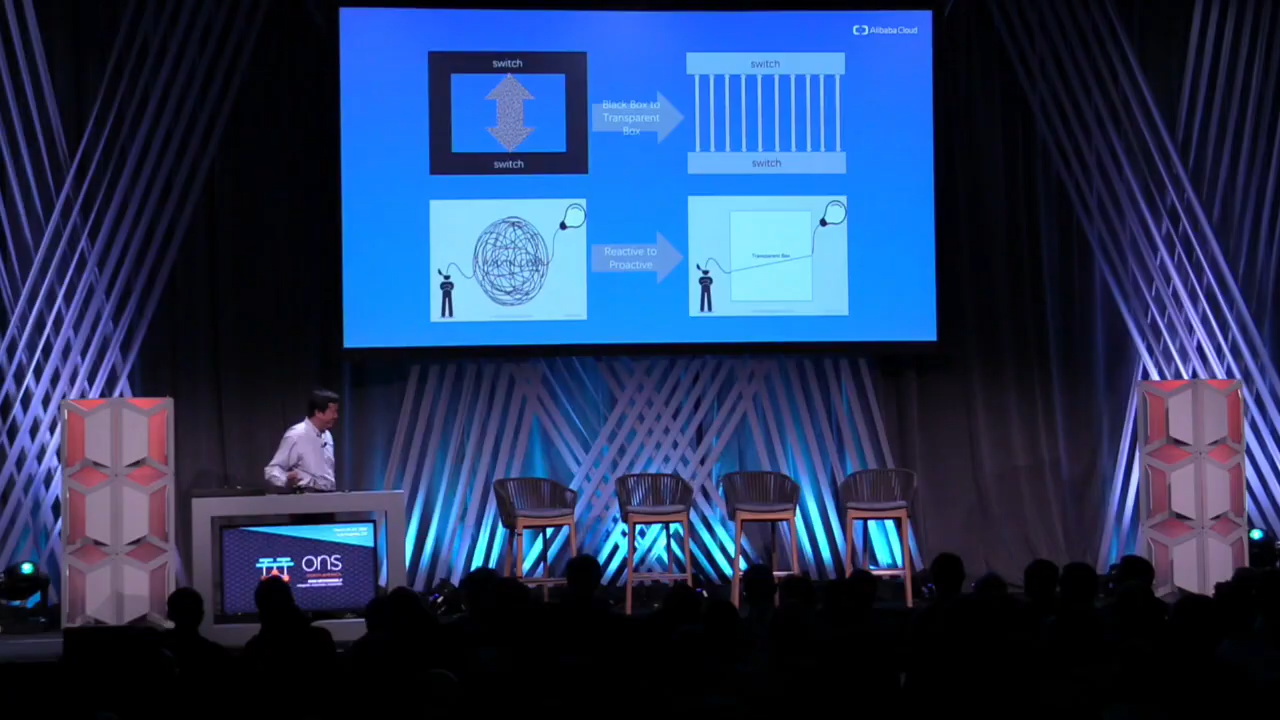 Alibaba Cloud
switch
switch
Black Box to
Transparent
Box
switch
switch
Reactive to
Proactive
Transparent Box
ons